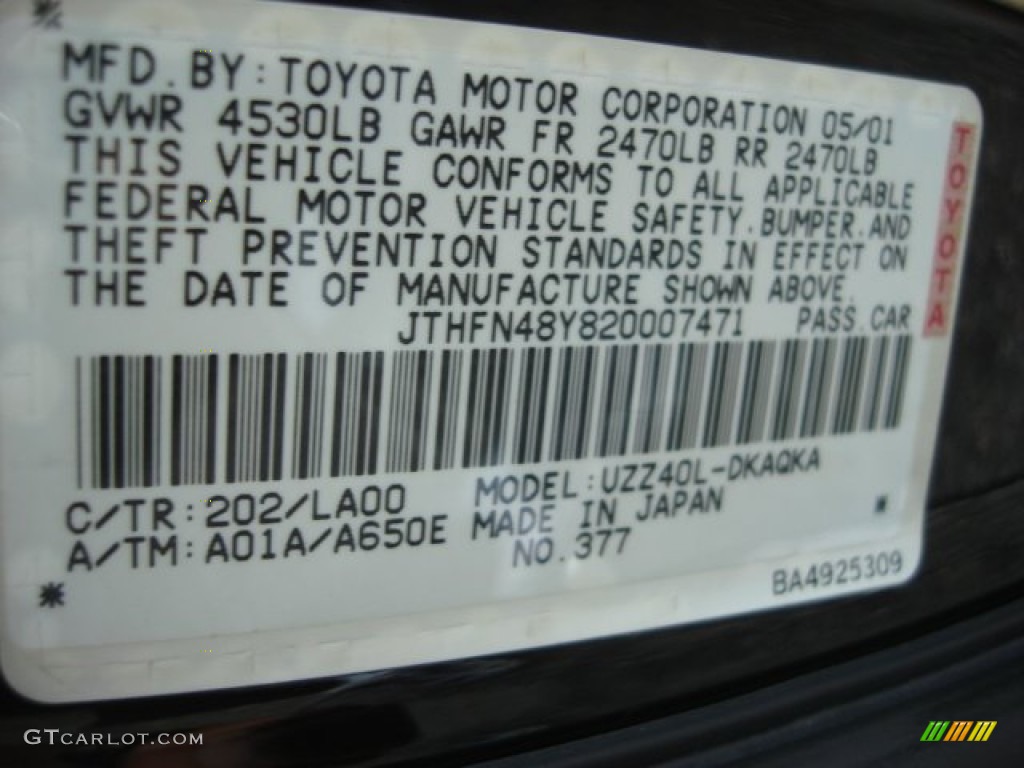 MFD. BY: TOYOTA MOTOR CORPORATION 05/01
GVWR 4530LB GAWR FR 2470LB RR 2470LB
THIS VEHICLE CONFORMS TO ALL APPLICABLE
FEDERAL MOTOR VEHICLE SAFETY. BUMPER. AND
THEFT PREVENTION STANDARDS IN EFFECT ON
THE DATE OF MANUFACTURE SHOWN ABOVE.
JTHFN48Y820007471 PASS. CAR
TOYOTA
C/TR: 202/LA00 MODEL: UZZ40L-DKAQKA
A/TM: A01A/A650E MADE IN JAPAN
NO. 377
BA4925309
GTCARLOT.COM